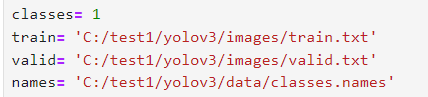 classes= 1
train= 'C:/test1/yolov3/images/train.txt'
valid= 'C:/test1/yolov3/images/valid.txt'
names= 'C:/test1/yolov3/data/classes.names'